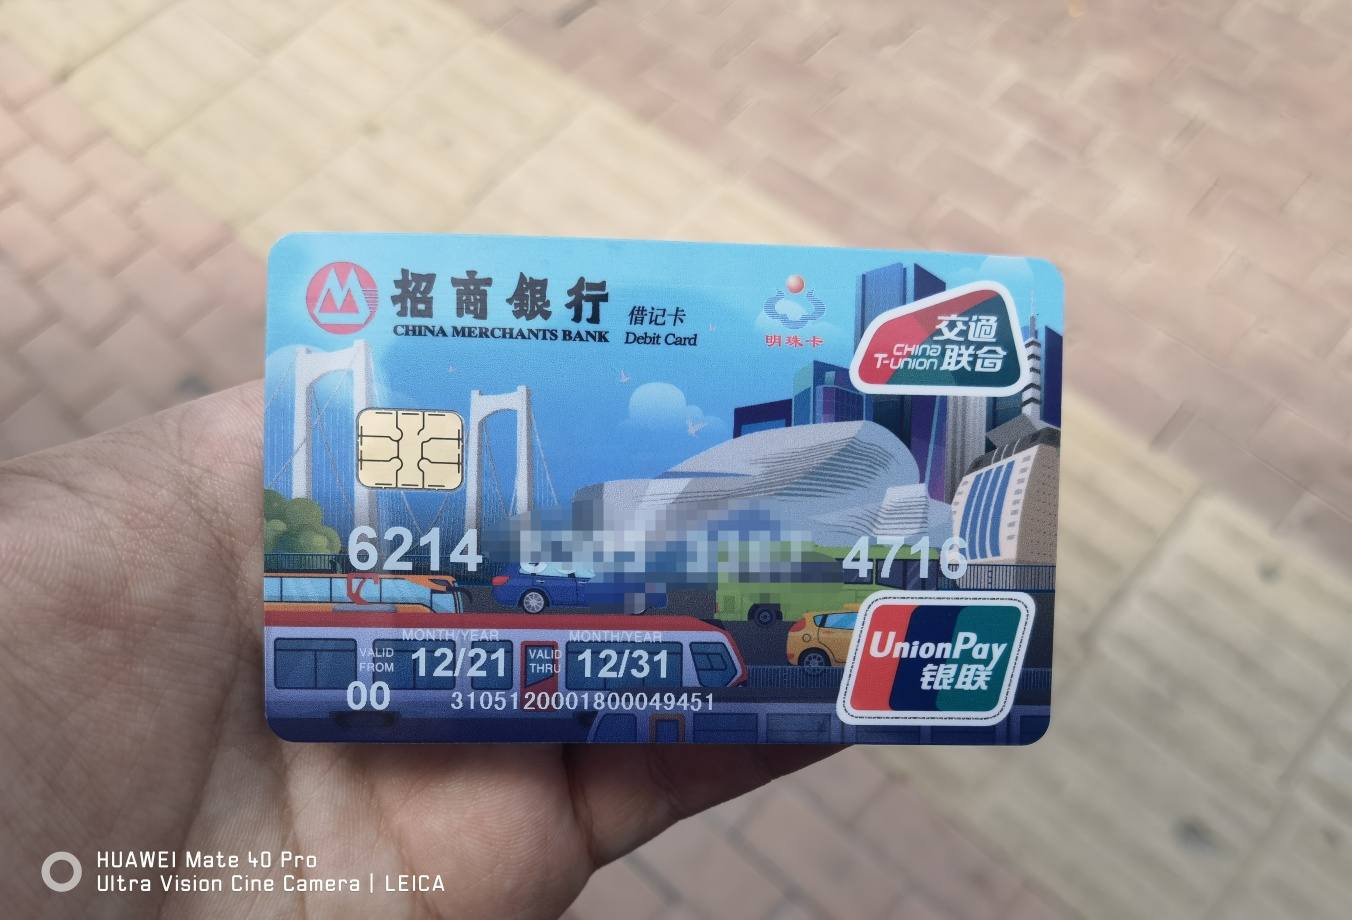 招商銀行 借记卡
CHINA MERCHANTS BANK Debit Card
明珠卡
交通
CHINA
T-UNION 联合
6214 4716
MONTH/YEAR MONTH/YEAR
VALID FROM 12/21 VALID THRU 12/31
00 3105120001800049451
UnionPay
银联
HUAWEI Mate 40 Pro
Ultra Vision Cine Camera | LEICA